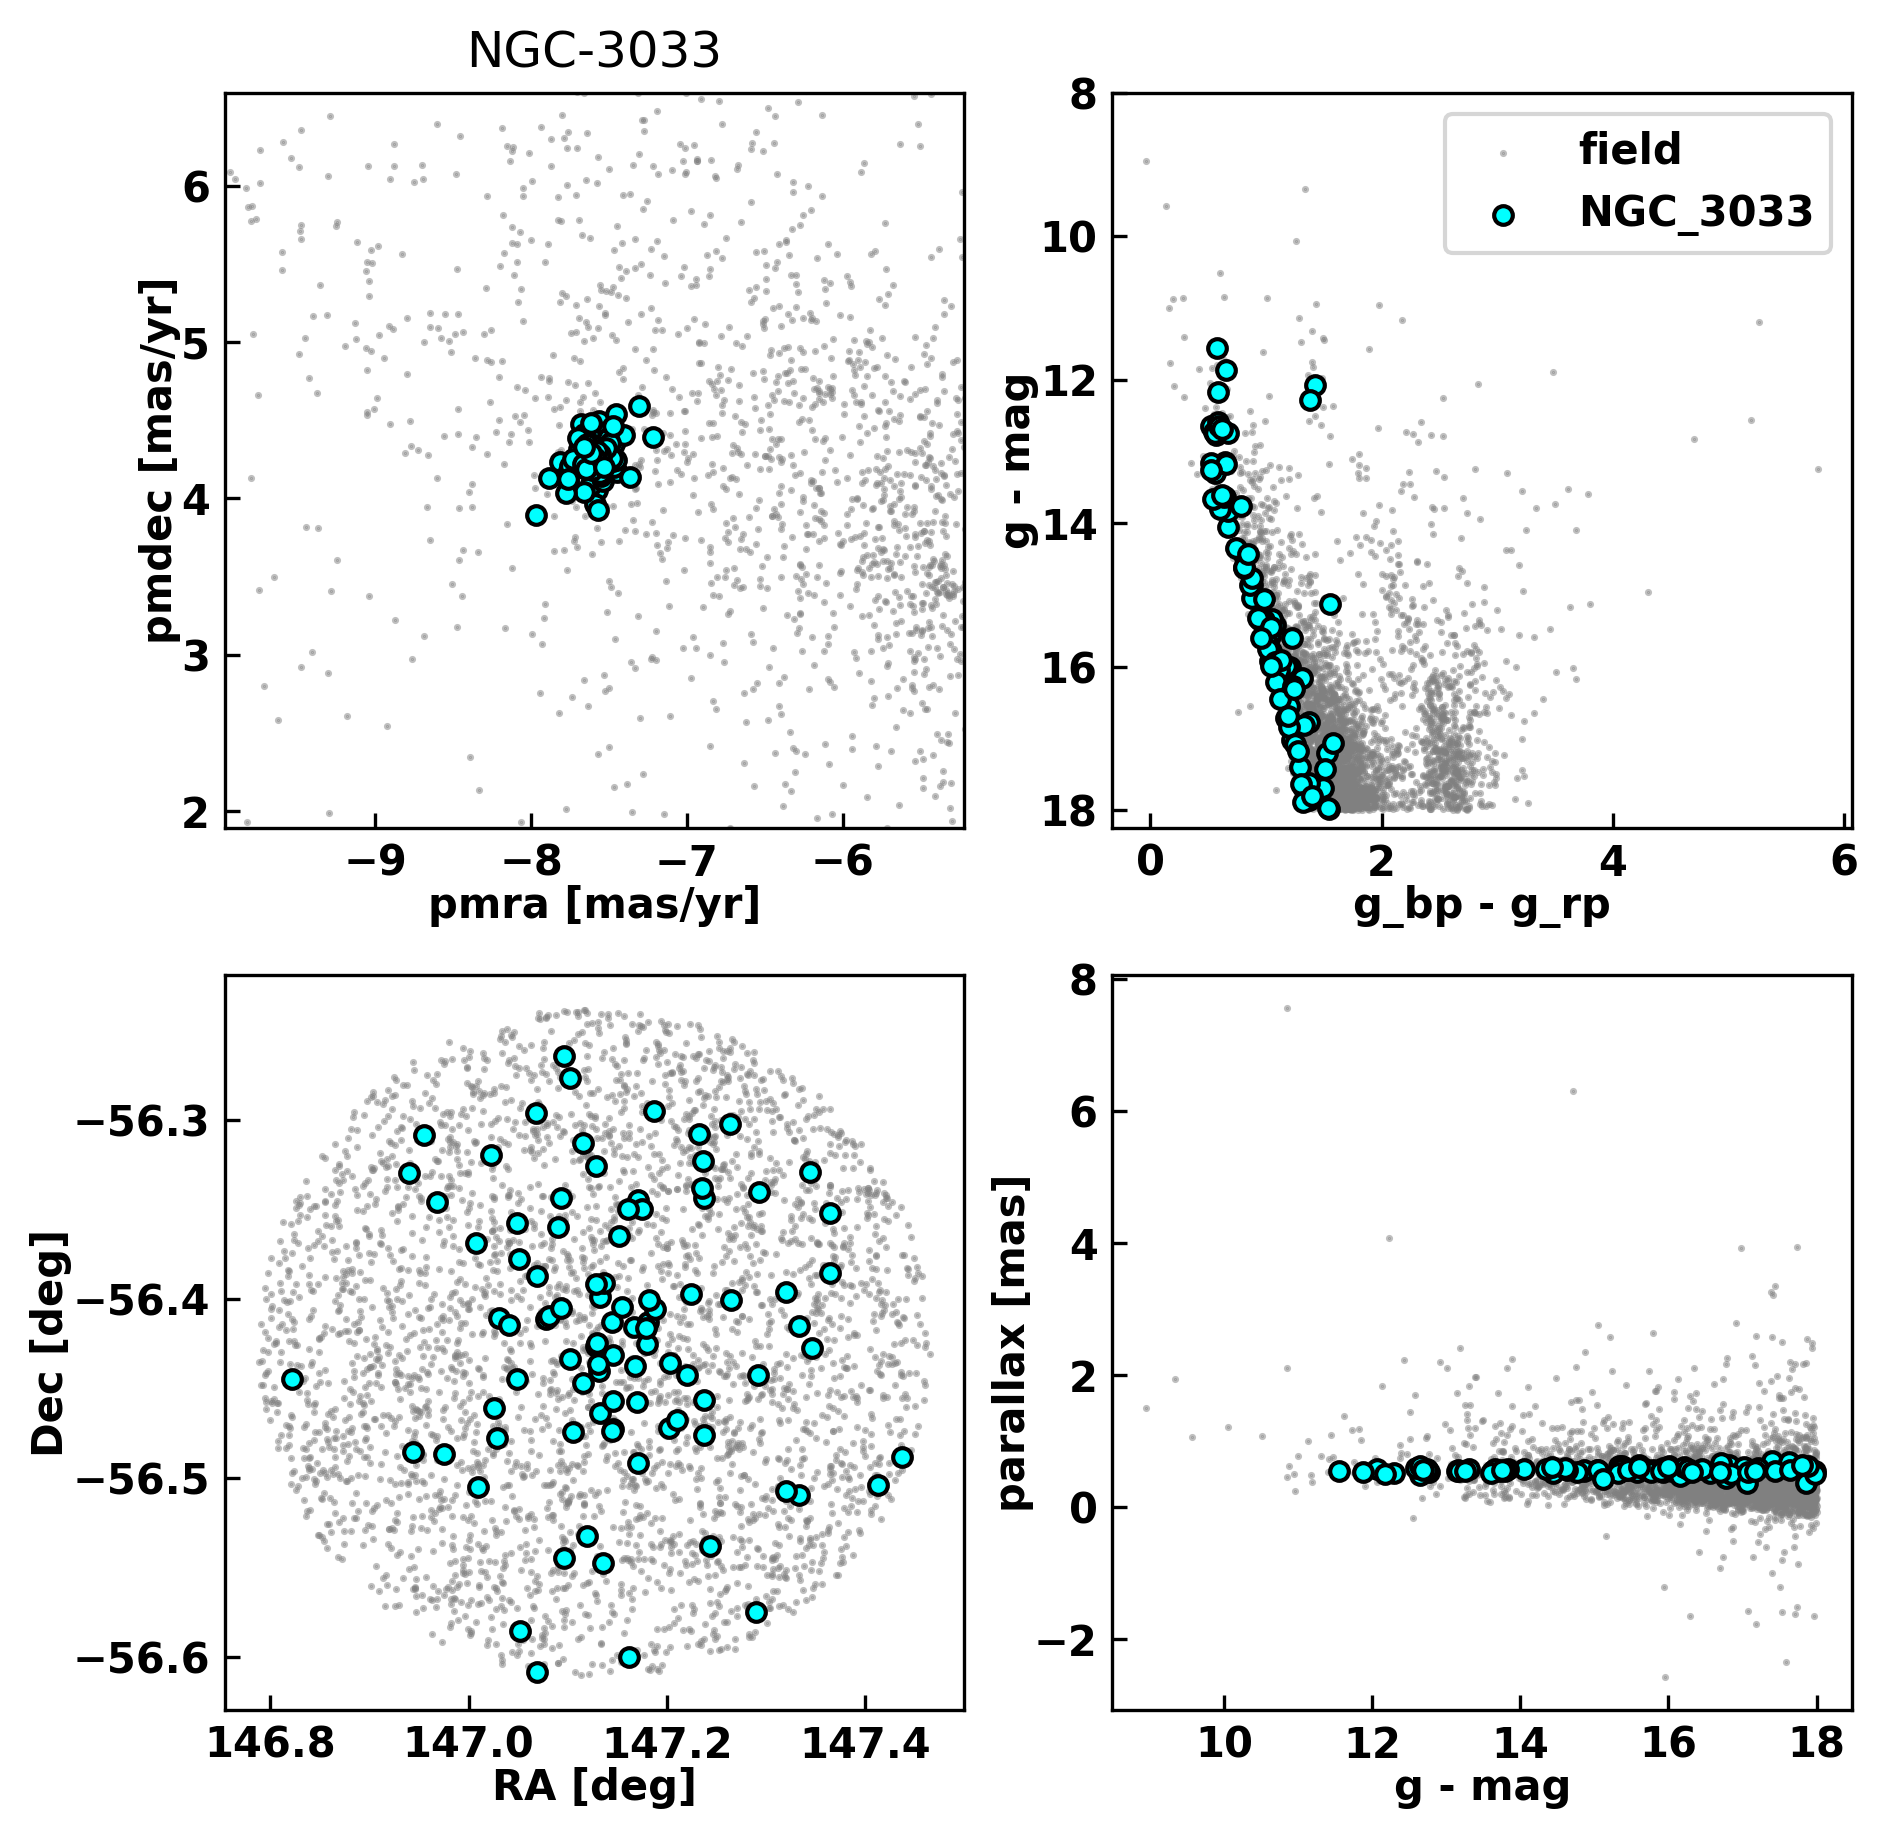 NGC-3033
6
5
4
3
2
pmdec [mas/yr]
−9 −8 −7 −6
pmra [mas/yr]
8
10
12
14
16
18
g - mag
field
NGC_3033
0 2 4 6
g_bp - g_rp
−56.3
−56.4
−56.5
−56.6
Dec [deg]
146.8 147.0 147.2 147.4
RA [deg]
8
6
4
2
0
−2
parallax [mas]
10 12 14 16 18
g - mag